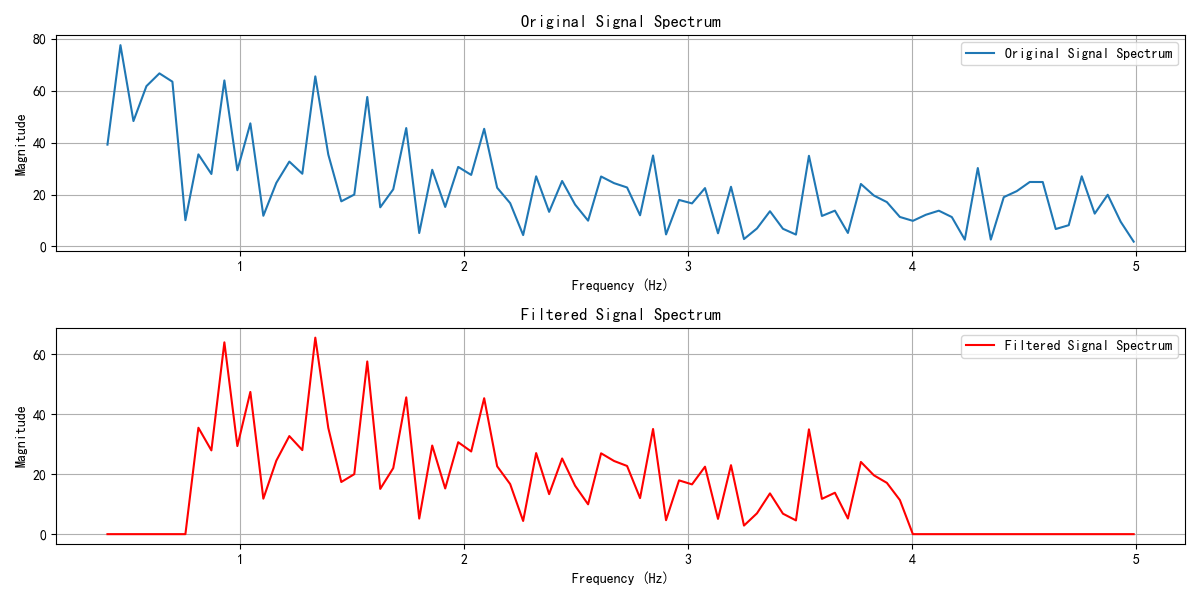 Original Signal Spectrum
80
60
40
20
0
Magnitude
Original Signal Spectrum
1
2
3
4
5
Frequency (Hz)
Filtered Signal Spectrum
60
40
20
0
Magnitude
Filtered Signal Spectrum
1
2
3
4
5
Frequency (Hz)